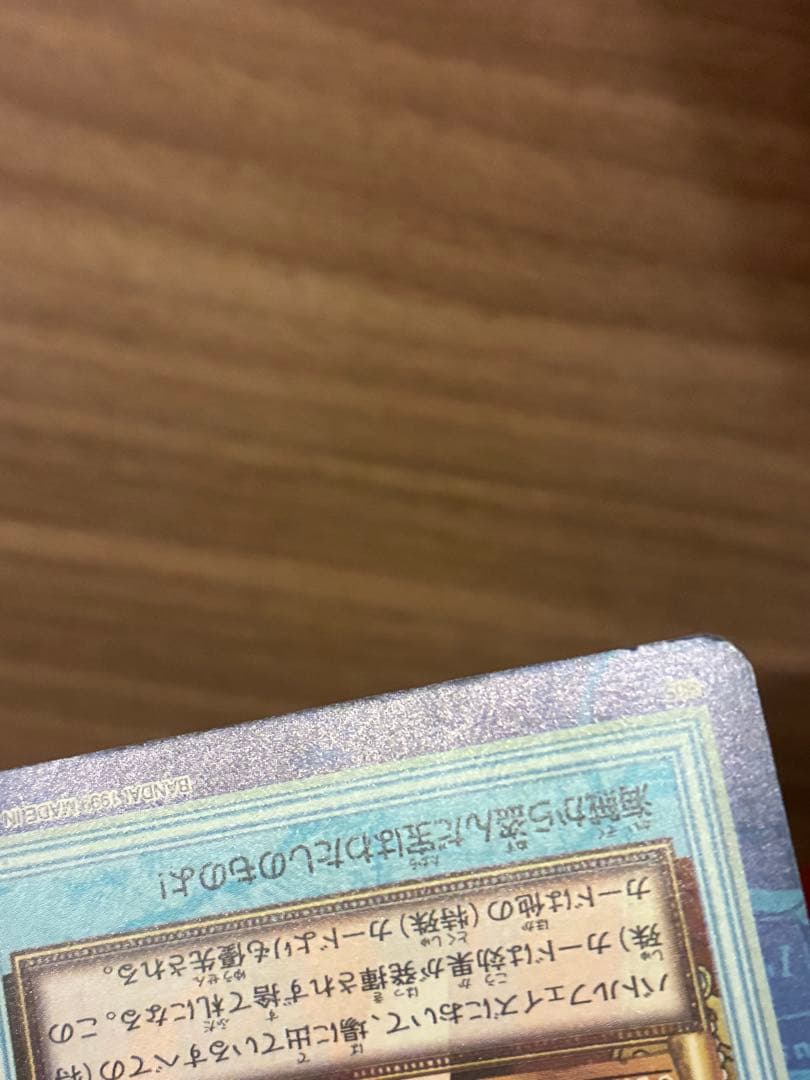 バトルフェイズにおいて、場に出ているすべての(特
殊)カードは効果が発揮されず捨て札になる。この
カードは他の(特殊)カードよりも優先される。
海賊から盗んだ宝はわたしのものよ!
BANDAI 199 MADE IN